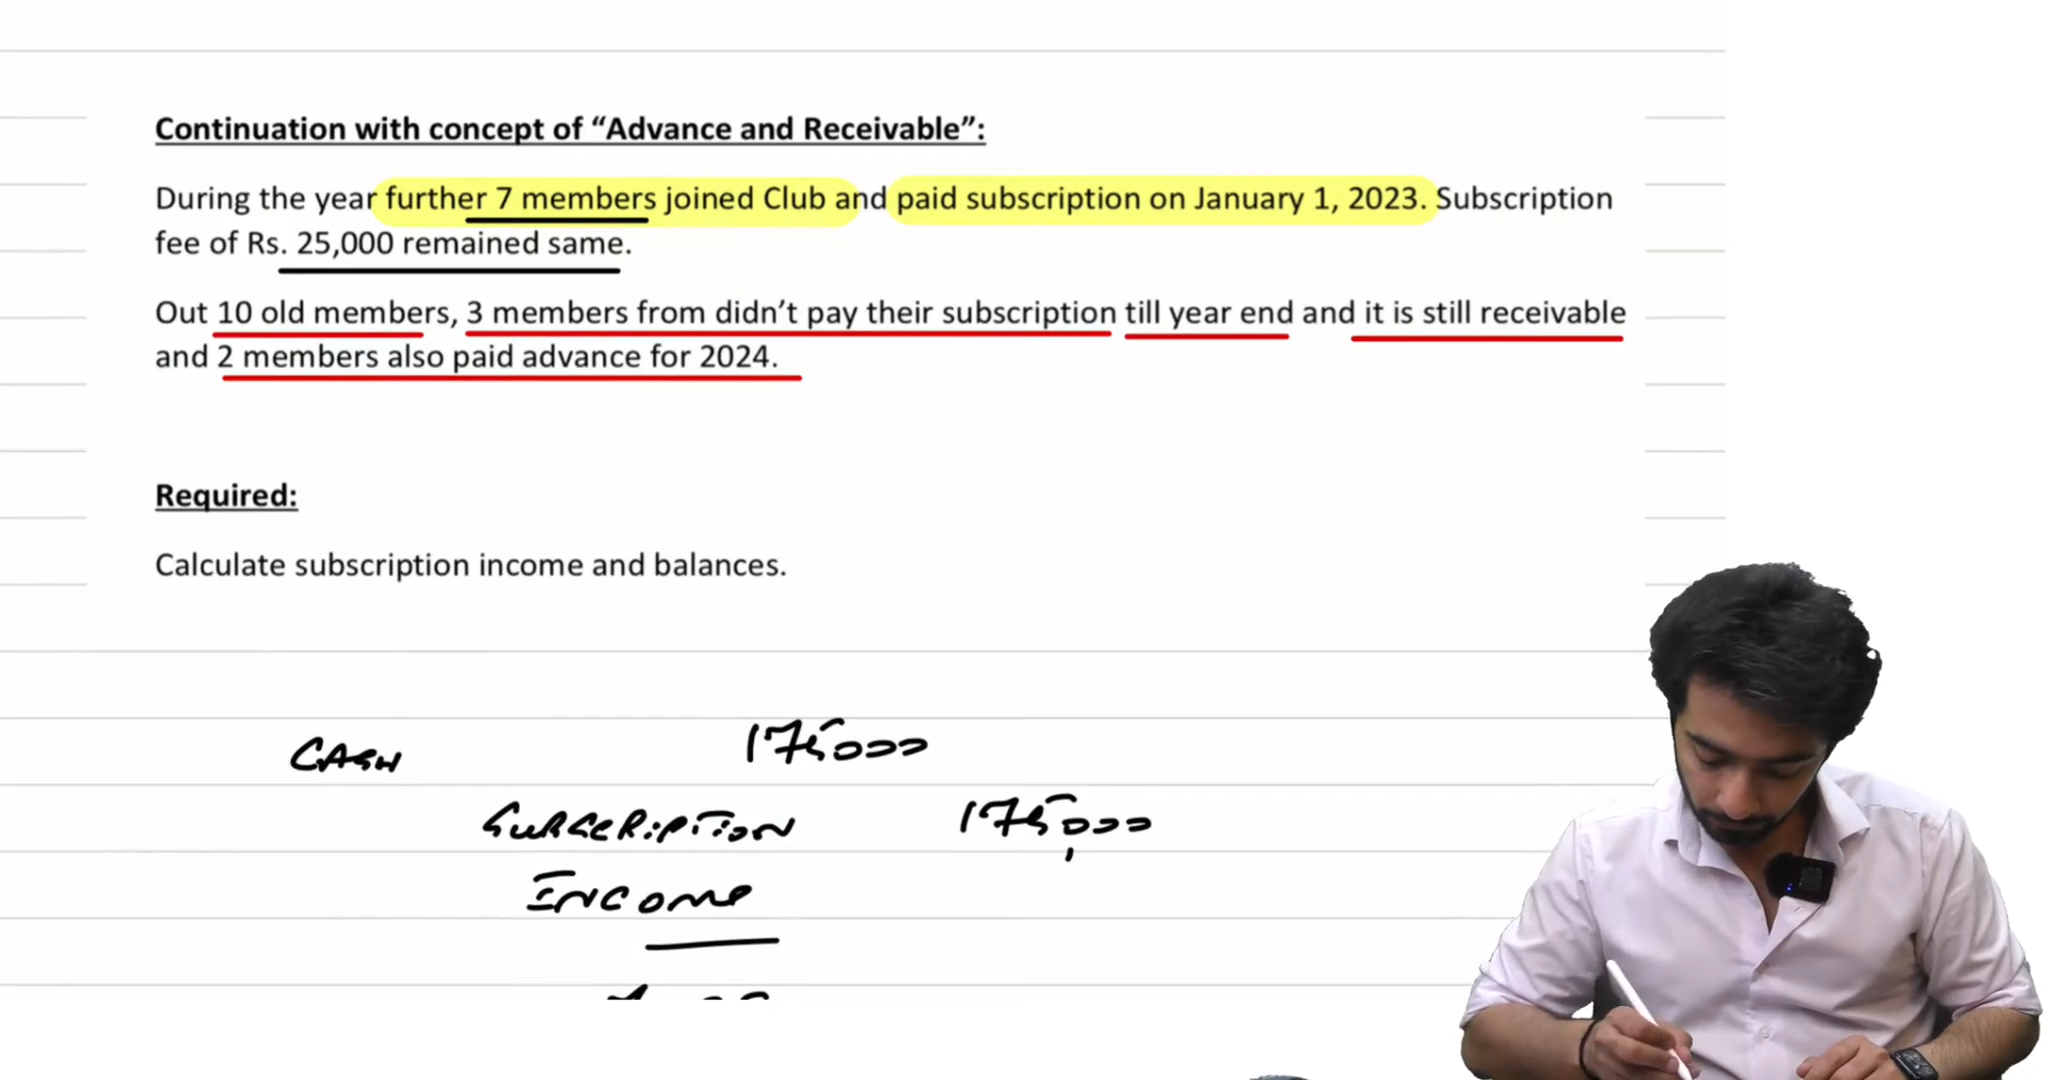 Continuation with concept of “Advance and Receivable”:
During the year further 7 members joined Club and paid subscription on January 1, 2023. Subscription
fee of Rs. 25,000 remained same.
Out 10 old members, 3 members from didn’t pay their subscription till year end and it is still receivable
and 2 members also paid advance for 2024.
Required:
Calculate subscription income and balances.
CASH 175000
SUBSCRIPTION 175,000
INCOME